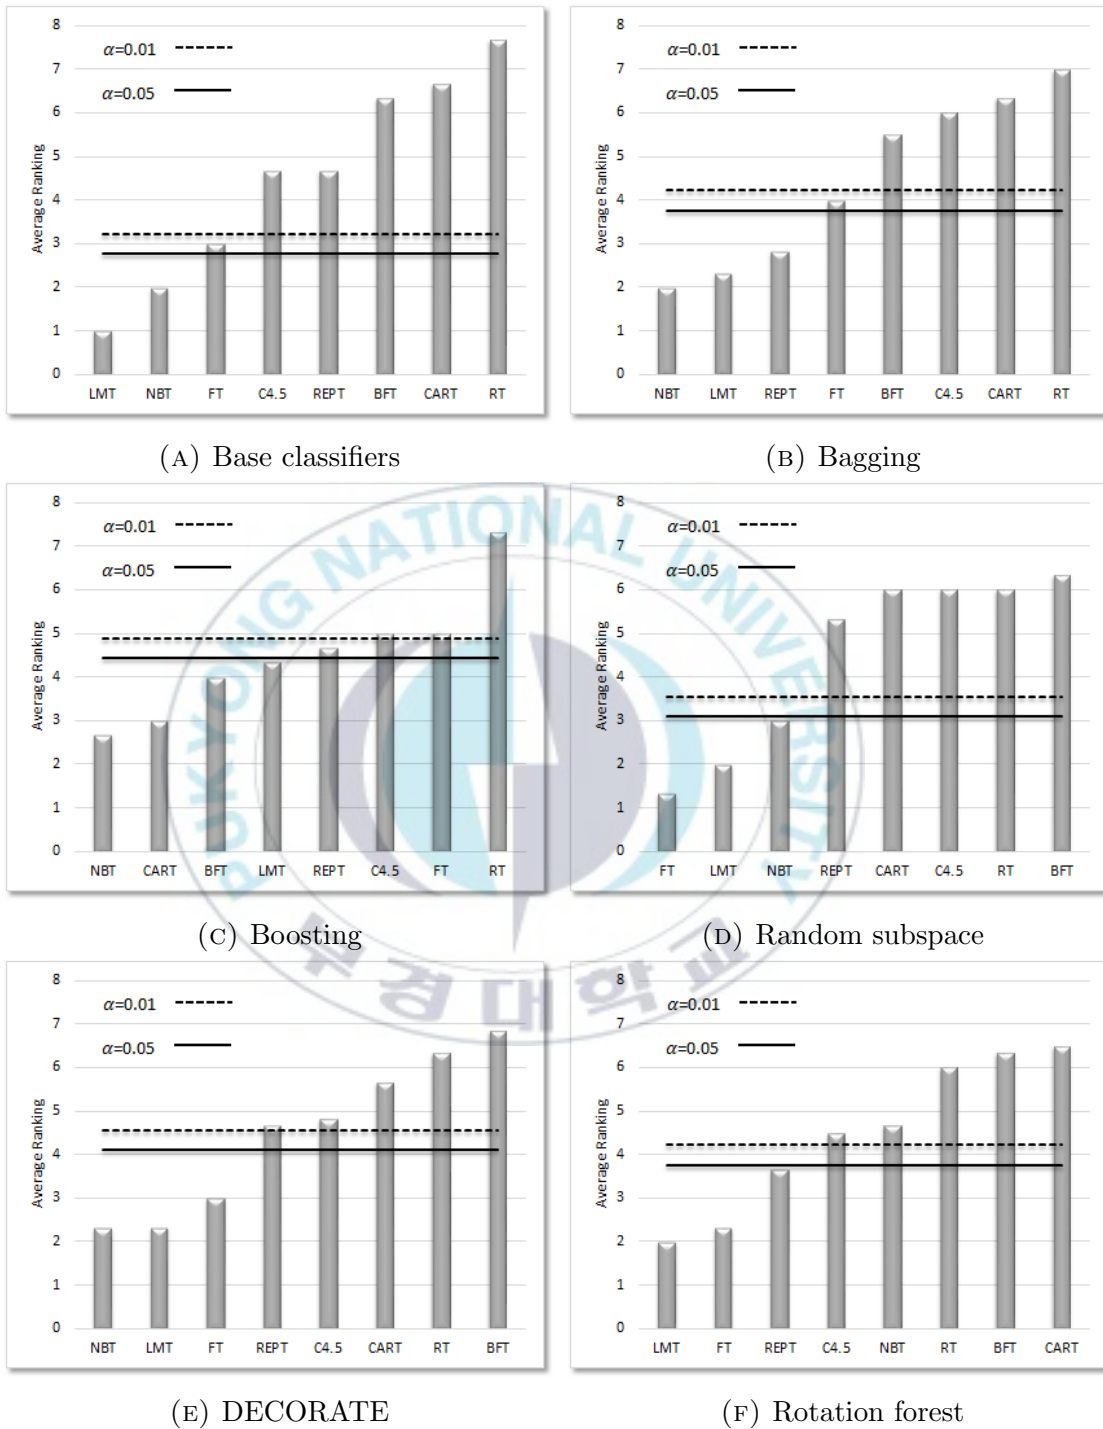 8
7
6
5
4
3
2
1
0
Average Ranking
α=0.01
α=0.05
LMT NBT FT C4.5 REPT BFT CART RT
(A) Base classifiers
8
7
6
5
4
3
2
1
0
Average Ranking
α=0.01
α=0.05
NBT LMT REPT FT BFT C4.5 CART RT
(B) Bagging
8
7
6
5
4
3
2
1
0
Average Ranking
α=0.01
α=0.05
NBT CART BFT LMT REPT C4.5 FT RT
(C) Boosting
8
7
6
5
4
3
2
1
0
Average Ranking
α=0.01
α=0.05
FT LMT NBT REPT CART C4.5 RT BFT
(D) Random subspace
PUKYONG NATIONAL UNIVERSITY
부경대학교
8
7
6
5
4
3
2
1
0
Average Ranking
α=0.01
α=0.05
NBT LMT FT REPT C4.5 CART RT BFT
(E) DECORATE
8
7
6
5
4
3
2
1
0
Average Ranking
α=0.01
α=0.05
LMT FT REPT C4.5 NBT RT BFT CART
(F) Rotation forest